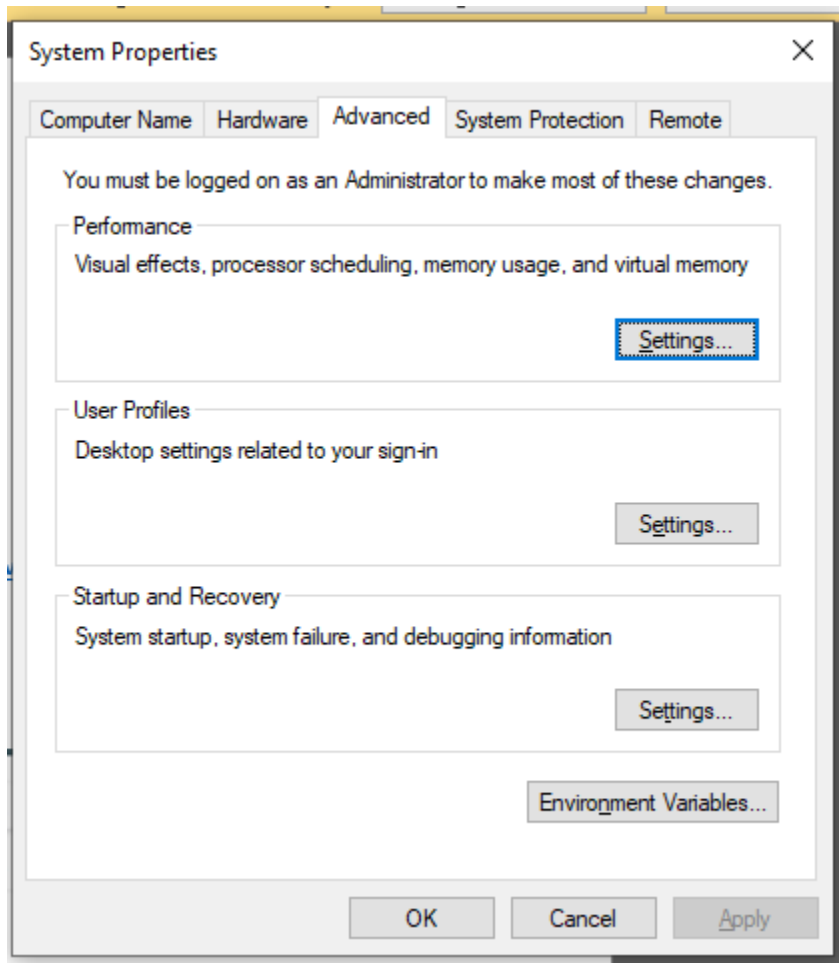 System Properties
Computer Name Hardware Advanced System Protection Remote
You must be logged on as an Administrator to make most of these changes.
Performance
Visual effects, processor scheduling, memory usage, and virtual memory
Settings...
User Profiles
Desktop settings related to your sign-in
Settings...
Startup and Recovery
System startup, system failure, and debugging information
Settings...
Environment Variables...
OK Cancel Apply